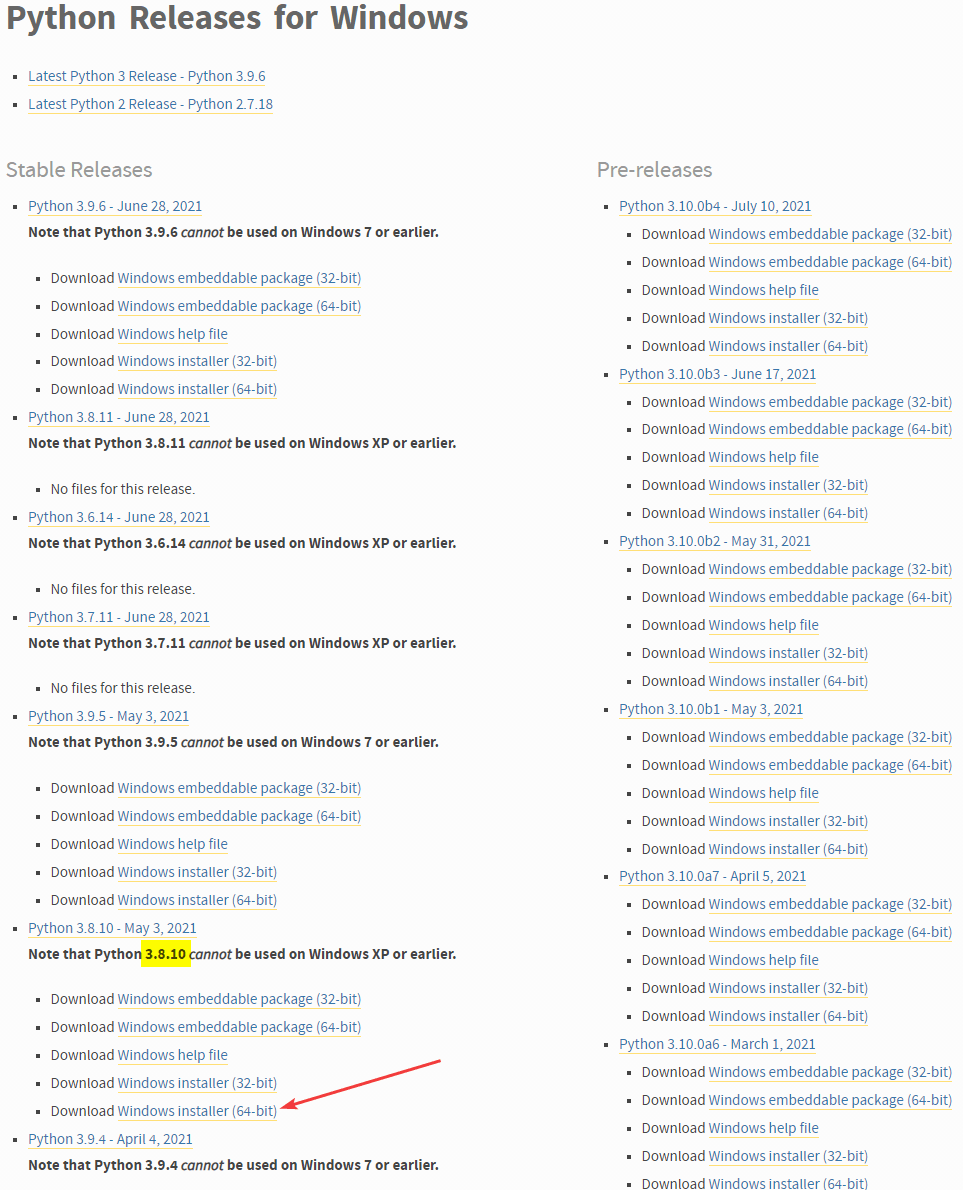 Python Releases for Windows
Latest Python 3 Release - Python 3.9.6
Latest Python 2 Release - Python 2.7.18
Stable Releases
Python 3.9.6 - June 28, 2021
Note that Python 3.9.6 cannot be used on Windows 7 or earlier.
Download Windows embeddable package (32-bit)
Download Windows embeddable package (64-bit)
Download Windows help file
Download Windows installer (32-bit)
Download Windows installer (64-bit)
Python 3.8.11 - June 28, 2021
Note that Python 3.8.11 cannot be used on Windows XP or earlier.
No files for this release.
Python 3.6.14 - June 28, 2021
Note that Python 3.6.14 cannot be used on Windows XP or earlier.
No files for this release.
Python 3.7.11 - June 28, 2021
Note that Python 3.7.11 cannot be used on Windows XP or earlier.
No files for this release.
Python 3.9.5 - May 3, 2021
Note that Python 3.9.5 cannot be used on Windows 7 or earlier.
Download Windows embeddable package (32-bit)
Download Windows embeddable package (64-bit)
Download Windows help file
Download Windows installer (32-bit)
Download Windows installer (64-bit)
Python 3.8.10 - May 3, 2021
Note that Python 3.8.10 cannot be used on Windows XP or earlier.
Download Windows embeddable package (32-bit)
Download Windows embeddable package (64-bit)
Download Windows help file
Download Windows installer (32-bit)
Download Windows installer (64-bit)
Python 3.9.4 - April 4, 2021
Note that Python 3.9.4 cannot be used on Windows 7 or earlier.
Pre-releases
Python 3.10.0b4 - July 10, 2021
Download Windows embeddable package (32-bit)
Download Windows embeddable package (64-bit)
Download Windows help file
Download Windows installer (32-bit)
Download Windows installer (64-bit)
Python 3.10.0b3 - June 17, 2021
Download Windows embeddable package (32-bit)
Download Windows embeddable package (64-bit)
Download Windows help file
Download Windows installer (32-bit)
Download Windows installer (64-bit)
Python 3.10.0b2 - May 31, 2021
Download Windows embeddable package (32-bit)
Download Windows embeddable package (64-bit)
Download Windows help file
Download Windows installer (32-bit)
Download Windows installer (64-bit)
Python 3.10.0b1 - May 3, 2021
Download Windows embeddable package (32-bit)
Download Windows embeddable package (64-bit)
Download Windows help file
Download Windows installer (32-bit)
Download Windows installer (64-bit)
Python 3.10.0a7 - April 5, 2021
Download Windows embeddable package (32-bit)
Download Windows embeddable package (64-bit)
Download Windows help file
Download Windows installer (32-bit)
Download Windows installer (64-bit)
Python 3.10.0a6 - March 1, 2021
Download Windows embeddable package (32-bit)
Download Windows embeddable package (64-bit)
Download Windows help file
Download Windows installer (32-bit)
Download Windows installer (64-bit)